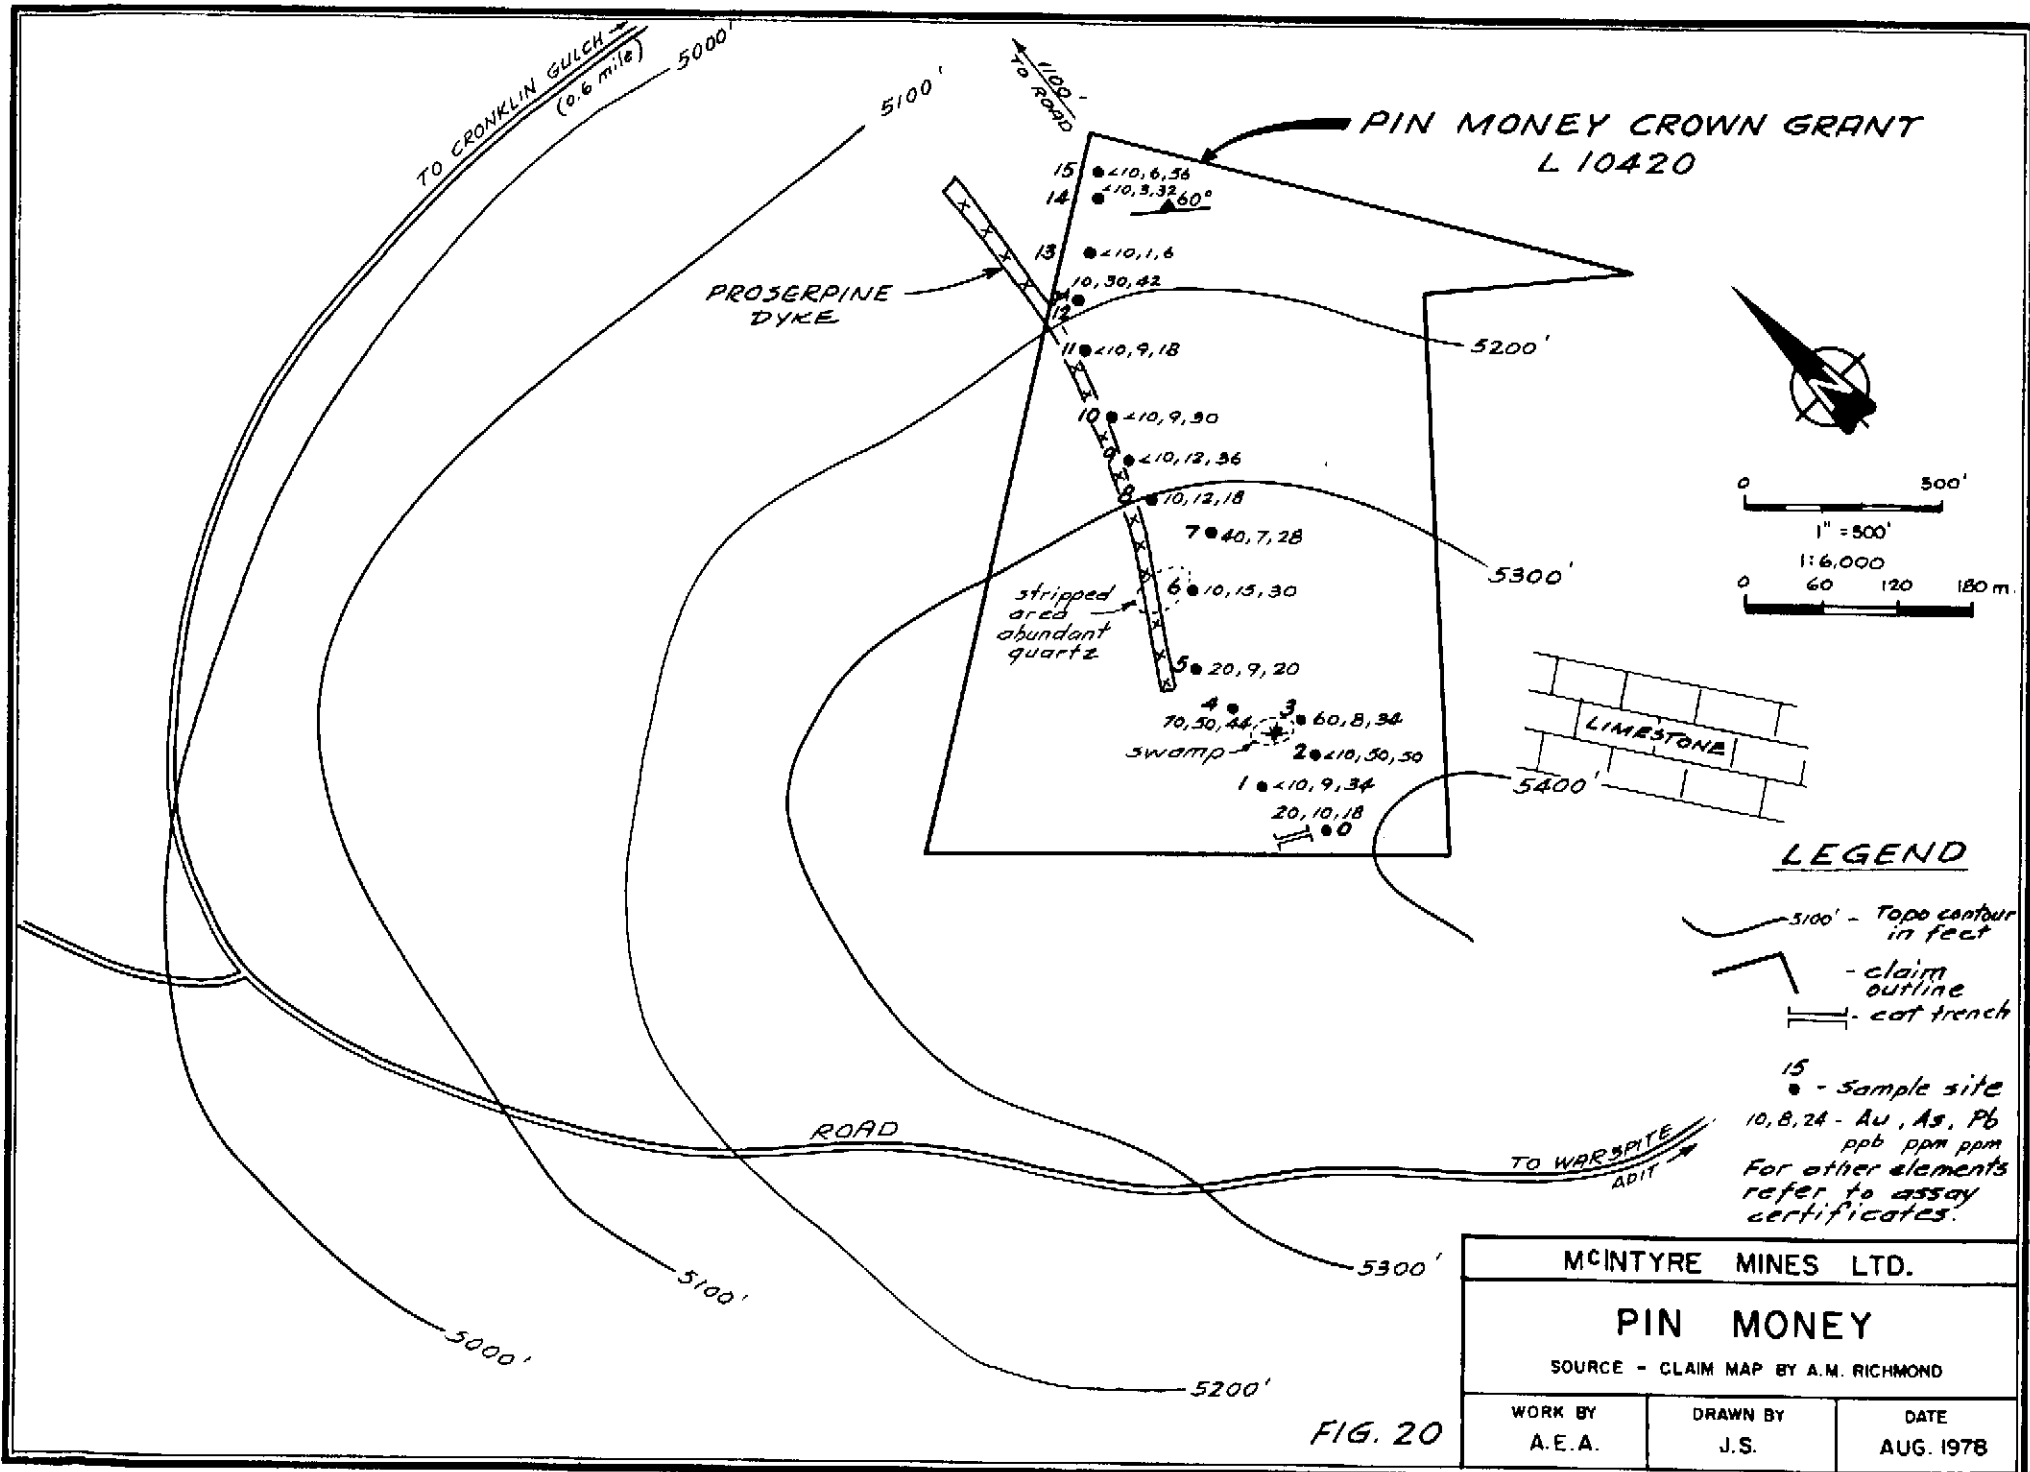 TO CRONKLIN GULCH
(0.6 mile)
5000'
5100'
1100'
TO ROAD
PIN MONEY CROWN GRANT
L 10420
15 <10,6,56
14 <10,3,32
60°
13 <10,1,6
PROSERPINE
DYKE
10,30,42
12
11 <10,9,18
5200'
10 <10,9,30
9 <10,12,36
8 10,12,18
7 40,7,28
5300'
stripped
area
abundant
quartz
6 10,15,30
5 20,9,20
4
70,50,44
3 60,8,34
swamp
2 <10,50,50
1 <10,9,34
20,10,18
0
5400'
N
0 500'
1" = 500'
1:6,000
0 60 120 180 m.
LIMESTONE
LEGEND
5100' - Topo contour
in feet
- claim
outline
- cat trench
15
- Sample site
10,8,24 - Au, As, Pb
ppb ppm ppm
For other elements
refer to assay
certificates.
ROAD
TO WARSPITE
ADIT
5300'
5100'
5000'
5200'
FIG. 20
McINTYRE MINES LTD.
PIN MONEY
SOURCE - CLAIM MAP BY A.M. RICHMOND
WORK BY
A.E.A.
DRAWN BY
J.S.
DATE
AUG. 1978